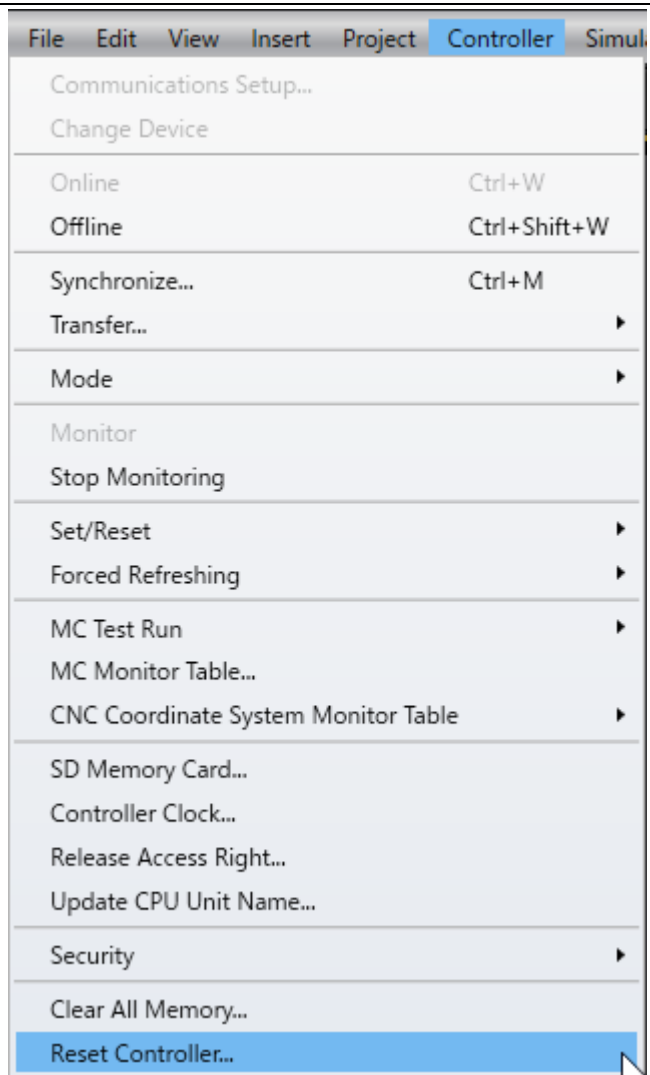 File Edit View Insert Project Controller Simul
Communications Setup...
Change Device
Online Ctrl+W
Offline Ctrl+Shift+W
Synchronize... Ctrl+M
Transfer...
Mode
Monitor
Stop Monitoring
Set/Reset
Forced Refreshing
MC Test Run
MC Monitor Table...
CNC Coordinate System Monitor Table
SD Memory Card...
Controller Clock...
Release Access Right...
Update CPU Unit Name...
Security
Clear All Memory...
Reset Controller...